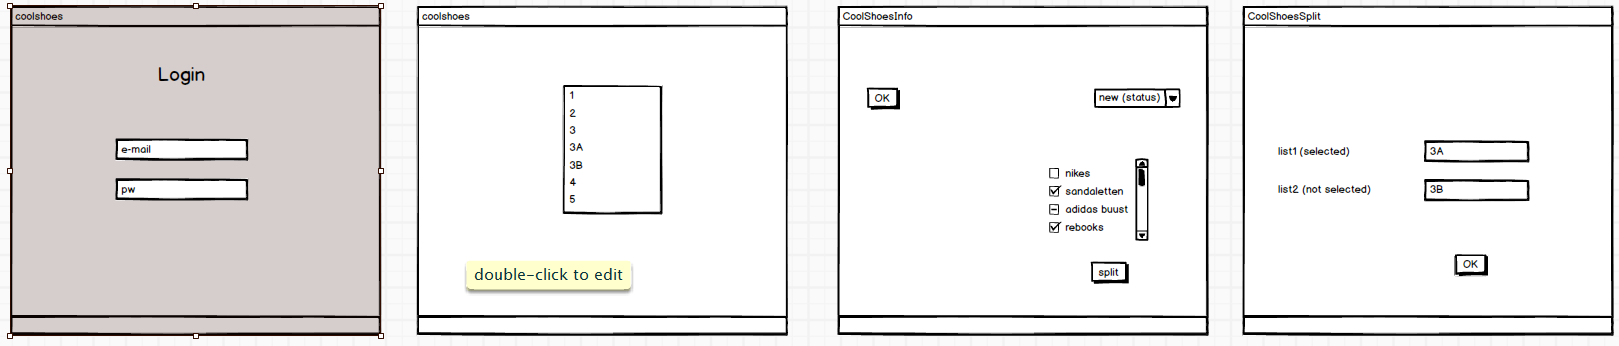 coolshoes
Login
e-mail
pw
coolshoes
1
2
3
3A
3B
4
5
double-click to edit
CoolShoesInfo
OK
new (status)
nikes
sandaletten
adidas buust
rebooks
split
CoolShoesSplit
list1 (selected)
3A
list2 (not selected)
3B
OK